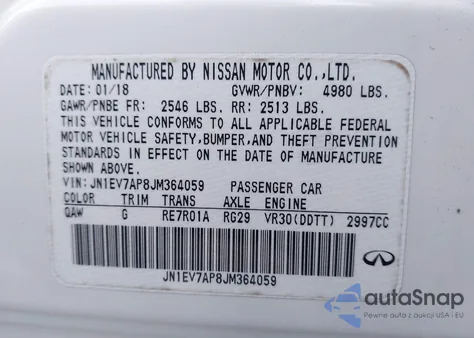 MANUFACTURED BY NISSAN MOTOR CO.,LTD.
DATE: 01/18 GVWR/PNBV: 4980 LBS.
GAWR/PNBE FR: 2546 LBS. RR: 2513 LBS.
THIS VEHICLE CONFORMS TO ALL APPLICABLE FEDERAL
MOTOR VEHICLE SAFETY, BUMPER, AND THEFT PREVENTION
STANDARDS IN EFFECT ON THE DATE OF MANUFACTURE
SHOWN ABOVE.
VIN: JN1EV7AP8JM364059 PASSENGER CAR
COLOR TRIM TRANS AXLE ENGINE
QAW G RE7R01A RG29 VR30(DDTT) 2997CC
JN1EV7AP8JM364059
autoSnap
Pewne auta z aukcji USA i EU